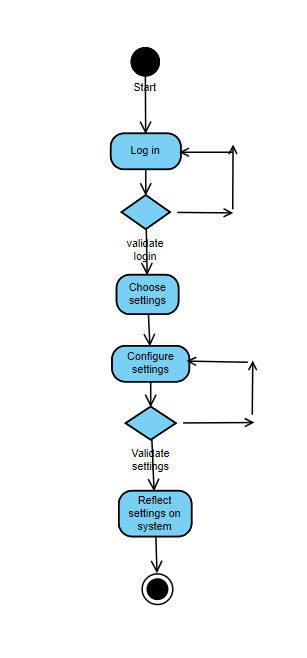 Start
Log in
validate
login
Choose
settings
Configure
settings
Validate
settings
Reflect
settings on
system